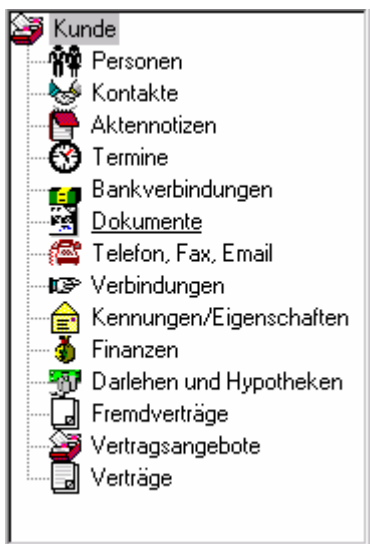 Kunde
Personen
Kontakte
Aktennotizen
Termine
Bankverbindungen
Dokumente
Telefon, Fax, Email
Verbindungen
Kennungen/Eigenschaften
Finanzen
Darlehen und Hypotheken
Fremdverträge
Vertragsangebote
Verträge